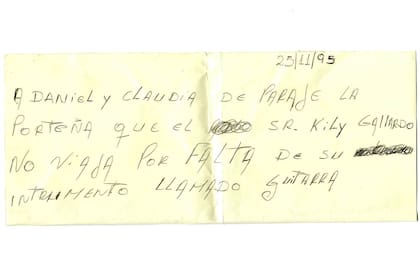 25/11/95
A DANIEL Y CLAUDIA DE PARAJE LA
PORTEÑA QUE EL SR. KILY GALLARDO
NO VIAJA POR FALTA DE SU
INTRUMENTO LLAMADO GUITARRA